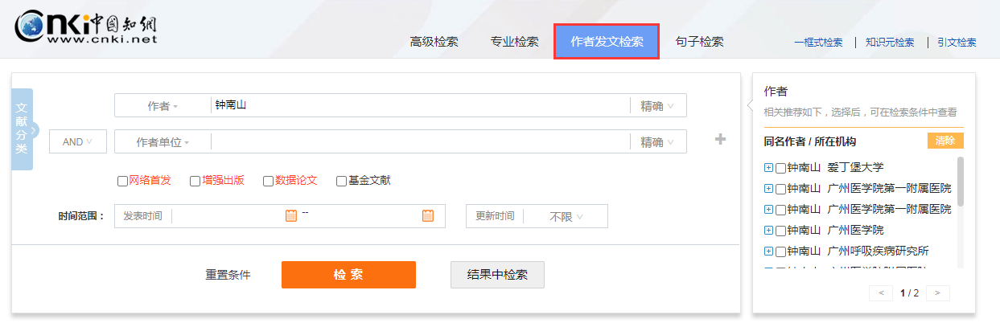 CNKI中国知網
www.cnki.net
高级检索 专业检索 作者发文检索 句子检索 一框式检索 知识元检索 引文检索
文献分类
作者 钟南山 精确
AND 作者单位 精确
网络首发 增强出版 数据论文 基金文献
时间范围： 发表时间 -- 更新时间 不限
重置条件 检索 结果中检索
作者
相关推荐如下，选择后，可在检索条件中查看
同名作者 / 所在机构 清除
钟南山 爱丁堡大学
钟南山 广州医学院第一附属医院
钟南山 广州医学院第一附属医院
钟南山 广州医学院
钟南山 广州呼吸疾病研究所
< 1 / 2 >